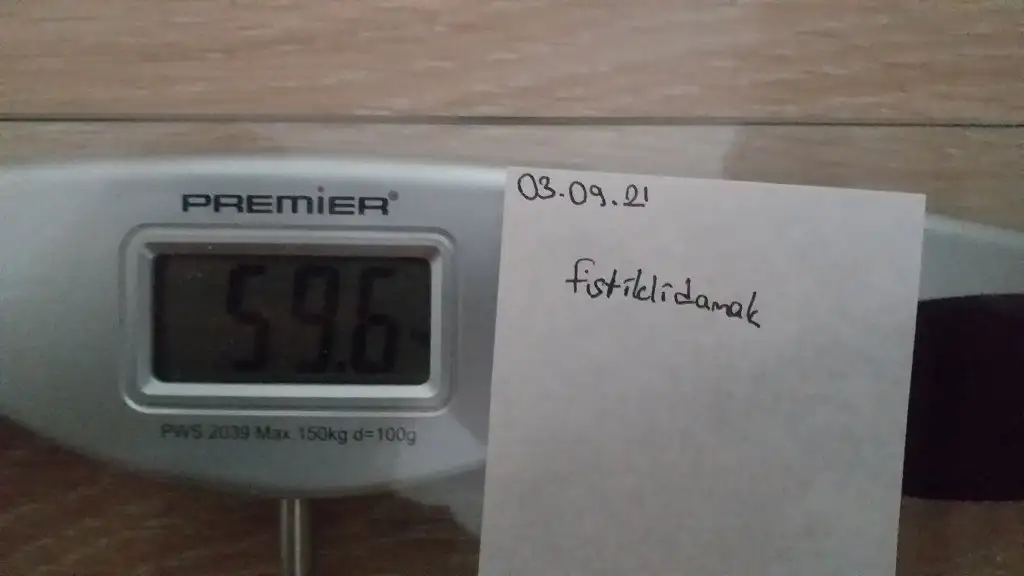 PREMiER®
59.6
PWS 2039 Max.150kg d=100g
03.09.21
fistiklidamak